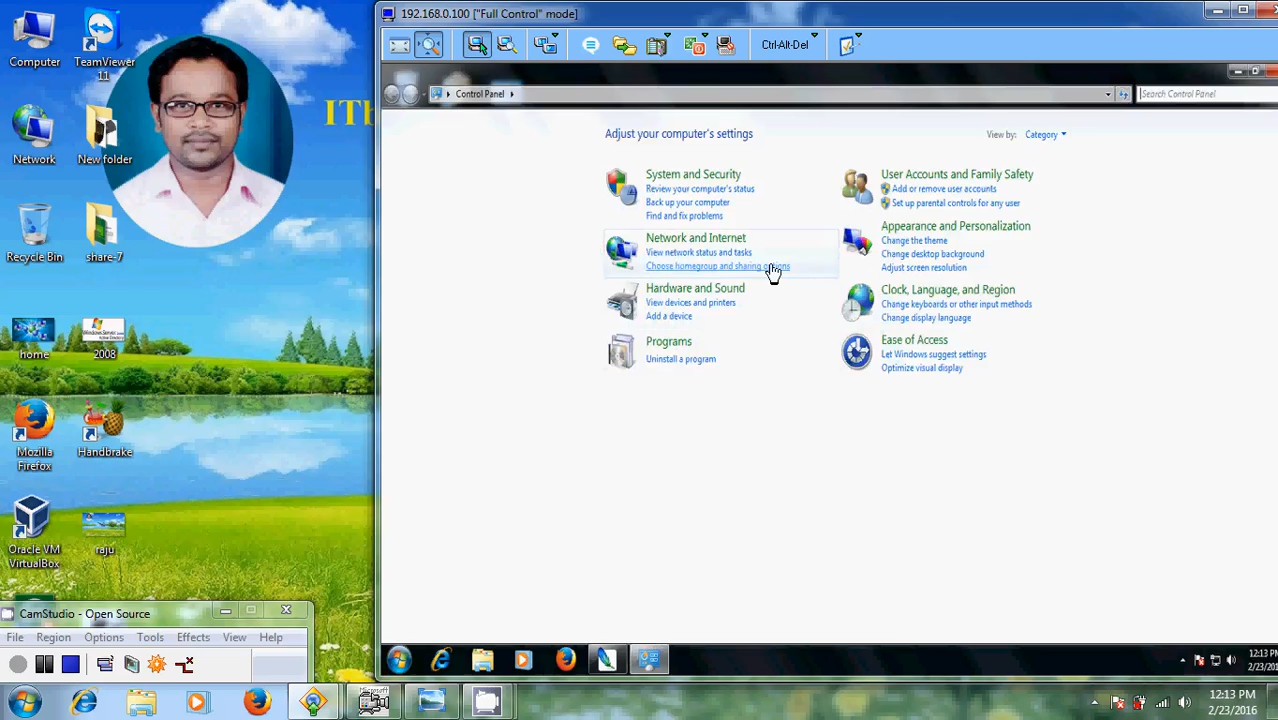 192.168.0.100 ["Full Control" mode]
Ctrl-Alt-Del
Control Panel
Search Control Panel
Adjust your computer's settings
View by: Category
System and Security
Review your computer's status
Back up your computer
Find and fix problems
Network and Internet
View network status and tasks
Choose homegroup and sharing options
Hardware and Sound
View devices and printers
Add a device
Programs
Uninstall a program
User Accounts and Family Safety
Add or remove user accounts
Set up parental controls for any user
Appearance and Personalization
Change the theme
Change desktop background
Adjust screen resolution
Clock, Language, and Region
Change keyboards or other input methods
Change display language
Ease of Access
Let Windows suggest settings
Optimize visual display
12:13 PM
2/23/201
Computer
TeamViewer
11
Network
New folder
Recycle Bin
share-7
home
2008
Mozilla
Firefox
Handbrake
Oracle VM
VirtualBox
raju
CamStudio - Open Source
File Region Options Tools Effects View Help
12:13 PM
2/23/2016